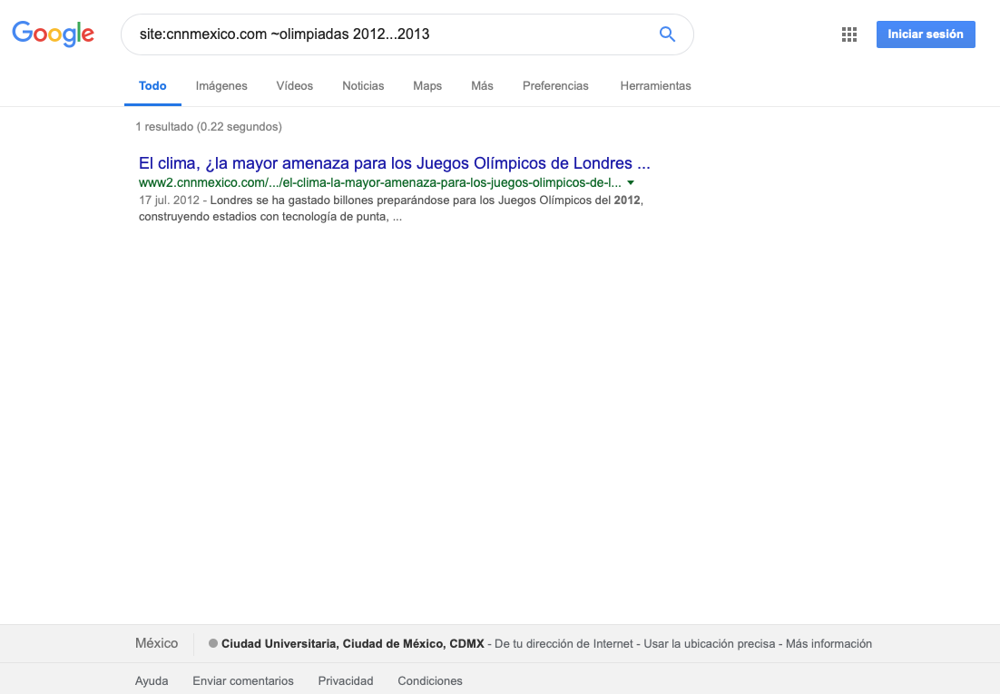 Google
site:cnnmexico.com ~olimpiadas 2012...2013
Iniciar sesión
Todo Imágenes Vídeos Noticias Maps Más Preferencias Herramientas
1 resultado (0.22 segundos)
El clima, ¿la mayor amenaza para los Juegos Olímpicos de Londres ...
www2.cnnmexico.com/.../el-clima-la-mayor-amenaza-para-los-juegos-olimpicos-de-l...
17 jul. 2012 - Londres se ha gastado billones preparándose para los Juegos Olímpicos del 2012,
construyendo estadios con tecnología de punta, ...
México Ciudad Universitaria, Ciudad de México, CDMX - De tu dirección de Internet - Usar la ubicación precisa - Más información
Ayuda Enviar comentarios Privacidad Condiciones